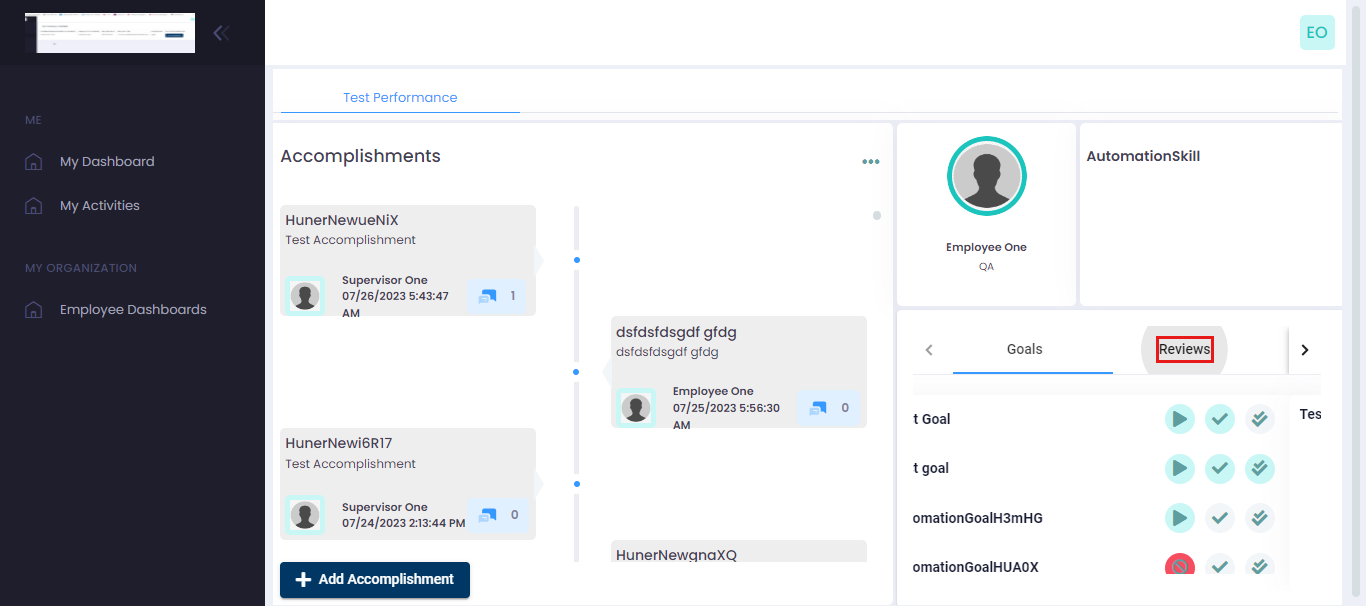 EO
ME
My Dashboard
My Activities
MY ORGANIZATION
Employee Dashboards
Test Performance
Accomplishments
HunerNewueNiX
Test Accomplishment
Supervisor One
07/26/2023 5:43:47
AM
1
dsfdsfdsgdf gfdg
dsfdsfdsgdf gfdg
Employee One
07/25/2023 5:56:30
AM
0
HunerNewi6R17
Test Accomplishment
Supervisor One
07/24/2023 2:13:44 PM
0
HunerNewgnaXQ
Add Accomplishment
Employee One
QA
AutomationSkill
Goals
Reviews
t Goal
Tes
t goal
omationGoalH3mHG
omationGoalHUA0X